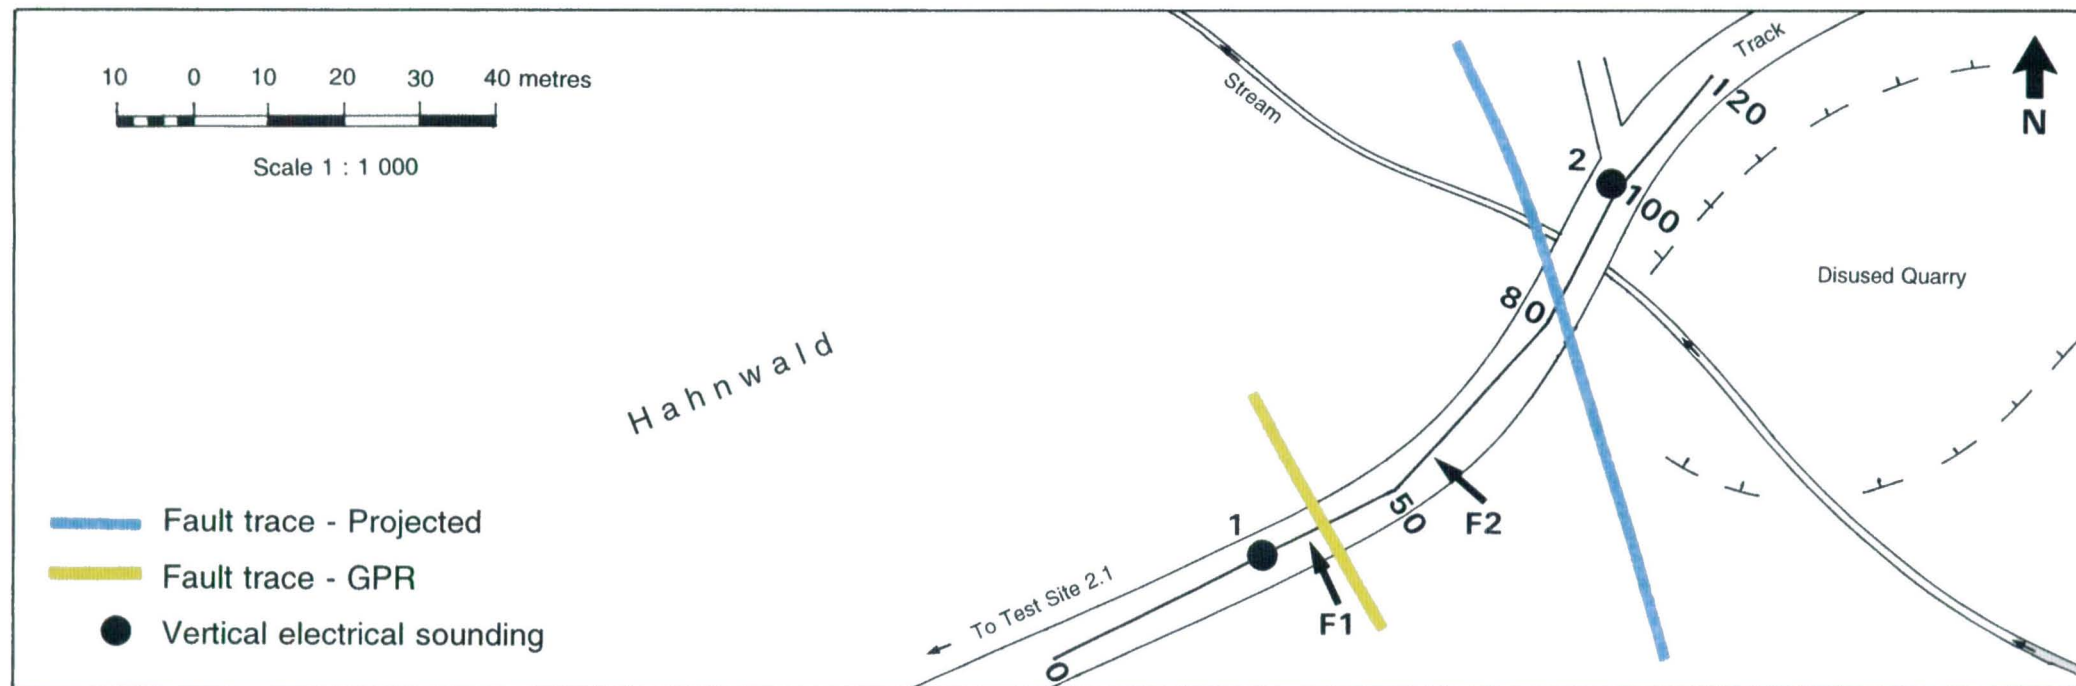 10 0 10 20 30 40 metres
Scale 1 : 1 000
Stream
Track
120
N
2
100
Disused Quarry
80
Hahnwald
50
F2
1
F1
To Test Site 2.1
0
Fault trace - Projected
Fault trace - GPR
Vertical electrical sounding